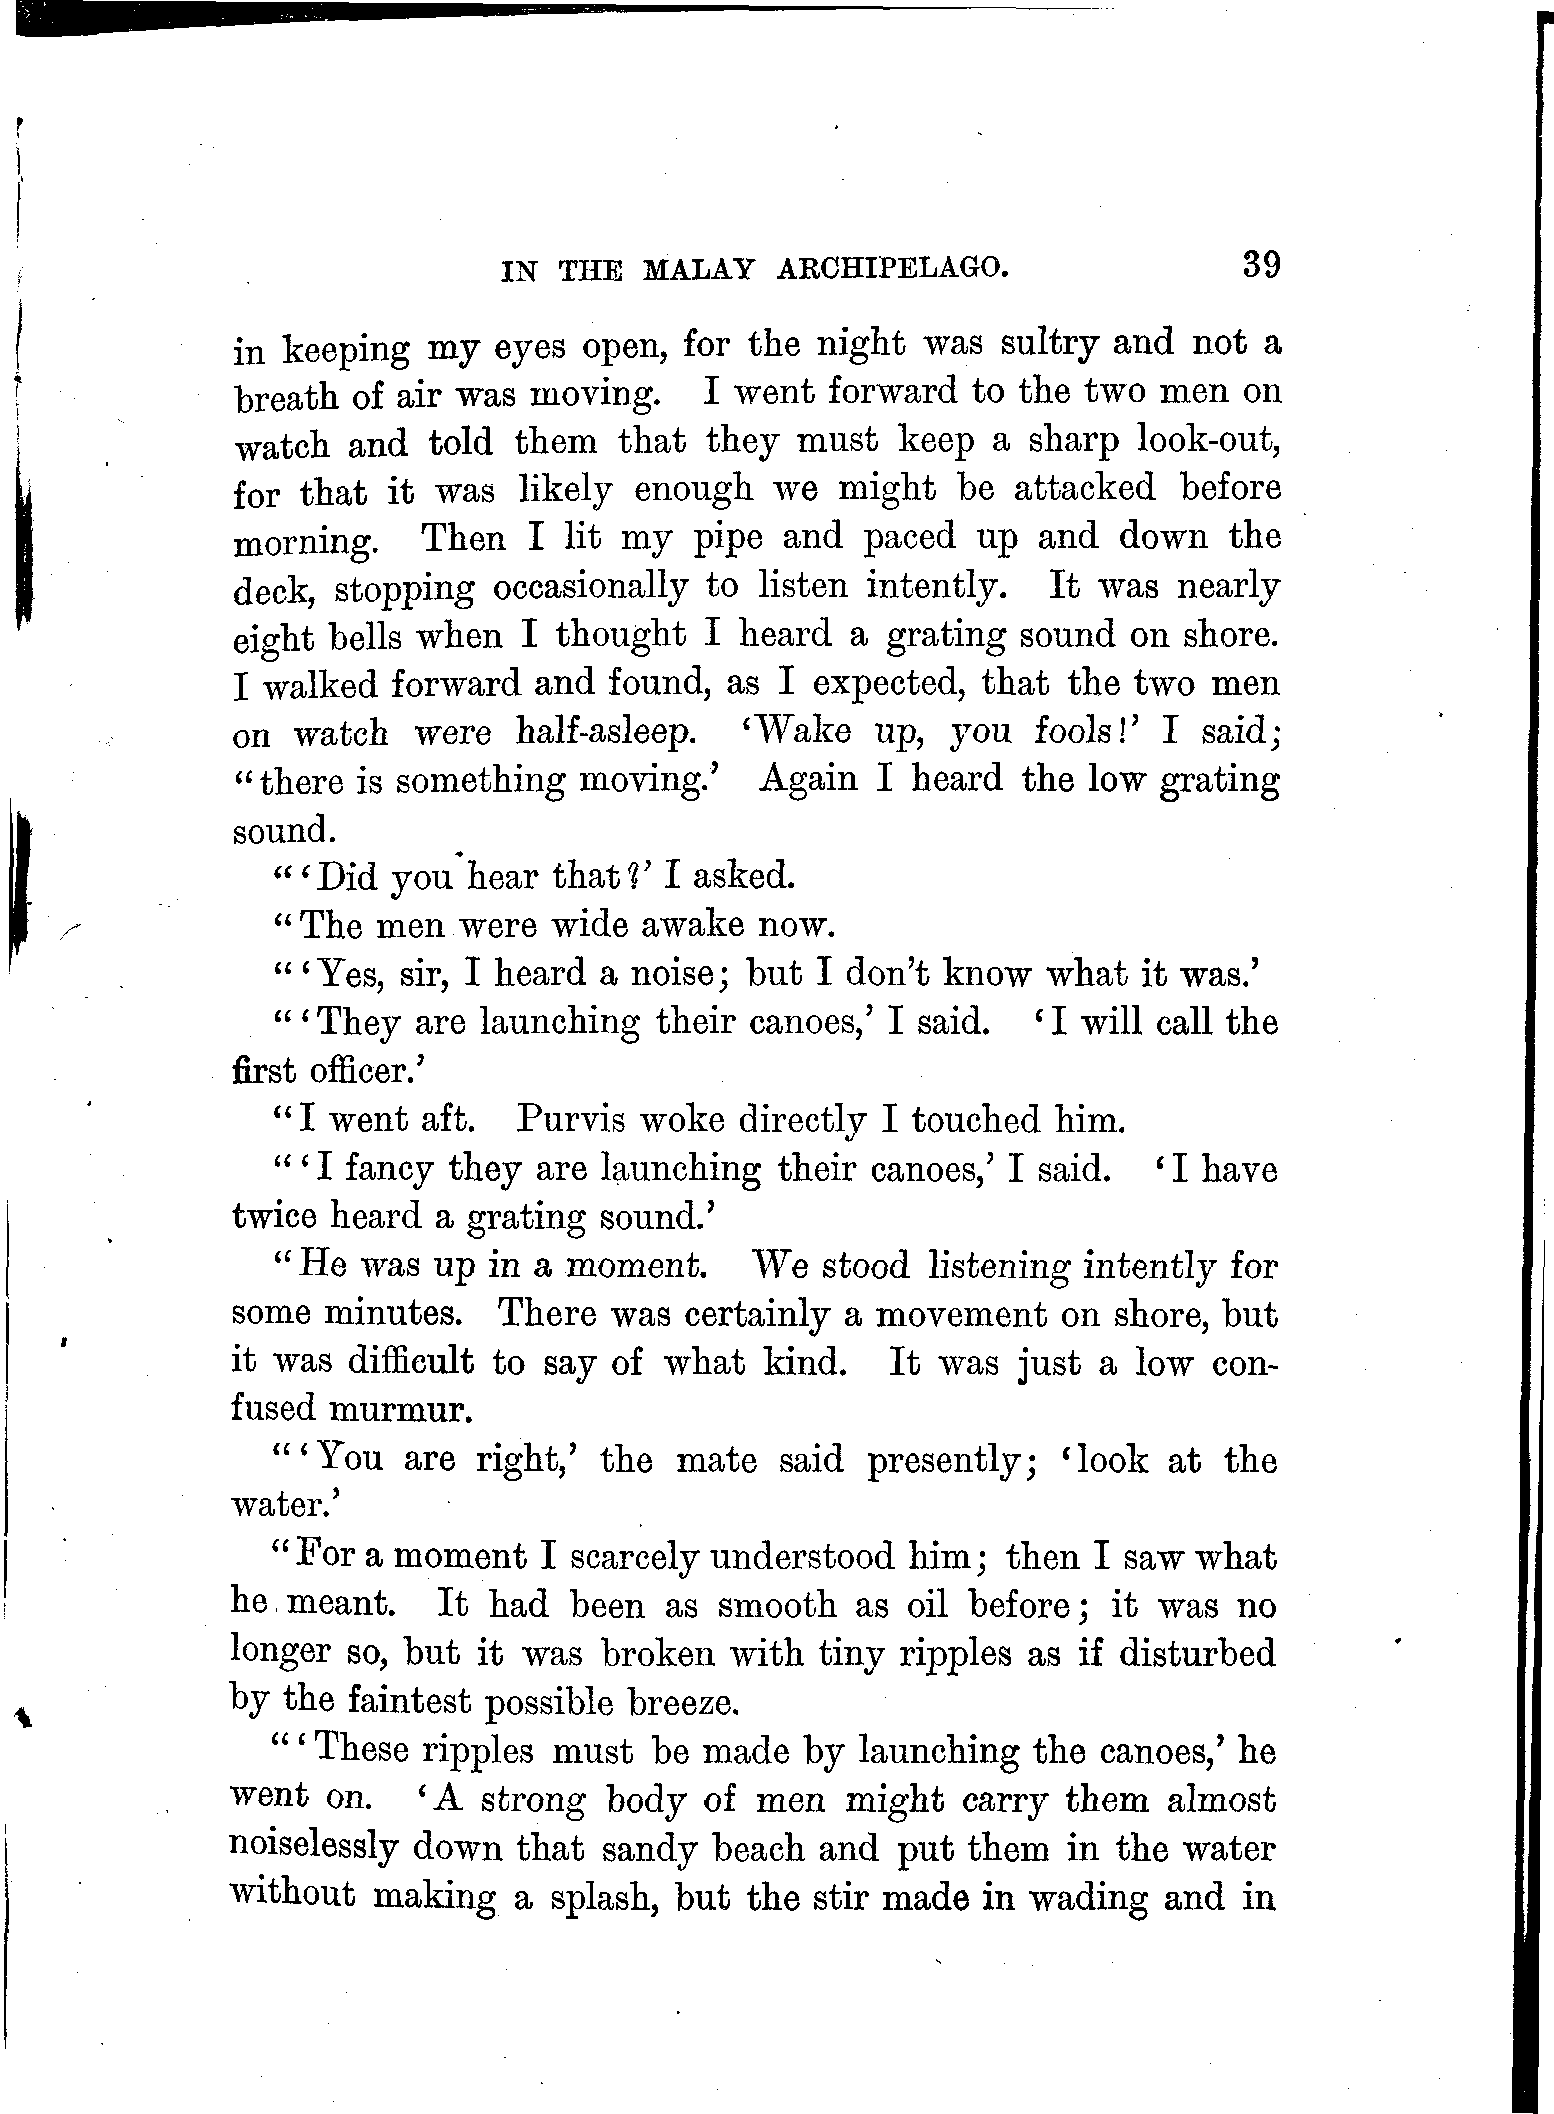 IN THE MALAY ARCHIPELAGO. 39
in keeping my eyes open, for the night was sultry and not a
breath of air was moving. I went forward to the two men on
watch and told them that they must keep a sharp look-out,
for that it was likely enough we might be attacked before
morning. Then I lit my pipe and paced up and down the
deck, stopping occasionally to listen intently. It was nearly
eight bells when I thought I heard a grating sound on shore.
I walked forward and found, as I expected, that the two men
on watch were half-asleep. ‘Wake up, you fools!’ I said;
“there is something moving.’ Again I heard the low grating
sound.
“‘Did you hear that?’ I asked.
“The men were wide awake now.
“‘Yes, sir, I heard a noise; but I don’t know what it was.’
“‘They are launching their canoes,’ I said. ‘I will call the
first officer.’
“I went aft. Purvis woke directly I touched him.
“‘I fancy they are launching their canoes,’ I said. ‘I have
twice heard a grating sound.’
“He was up in a moment. We stood listening intently for
some minutes. There was certainly a movement on shore, but
it was difficult to say of what kind. It was just a low con-
fused murmur.
“‘You are right,’ the mate said presently; ‘look at the
water.’
“For a moment I scarcely understood him; then I saw what
he meant. It had been as smooth as oil before; it was no
longer so, but it was broken with tiny ripples as if disturbed
by the faintest possible breeze.
“‘These ripples must be made by launching the canoes,’ he
went on. ‘A strong body of men might carry them almost
noiselessly down that sandy beach and put them in the water
without making a splash, but the stir made in wading and in